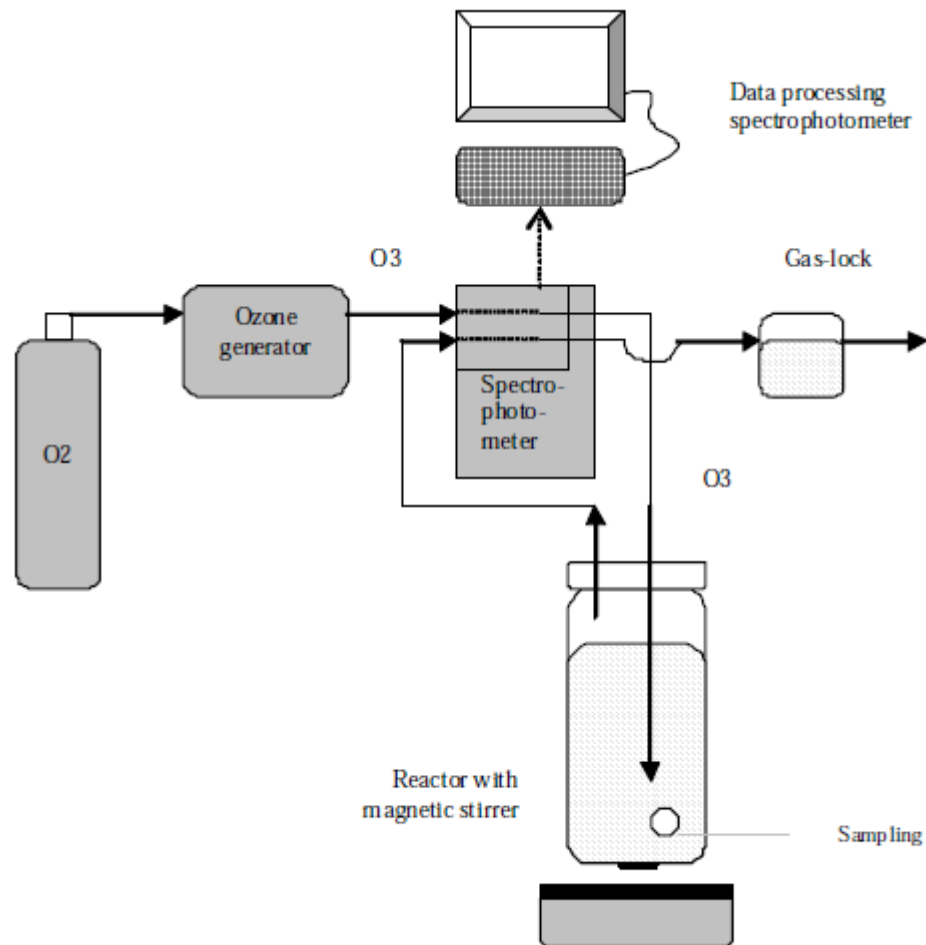 Data processing
spectrophotometer
O3
Gas-lock
Ozone
generator
Spectro-
photo-
meter
O2
O3
Reactor with
magnetic stirrer
Sampling